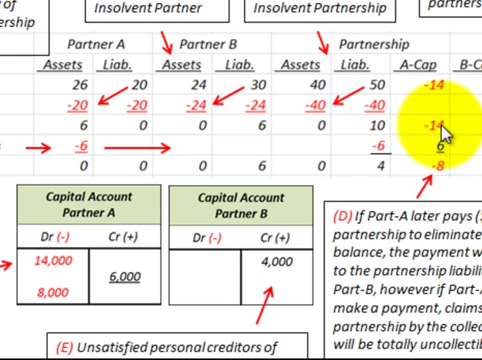 y of
ership
Insolvent Partner
Insolvent Partnership
partners
Partner A Partner B Partnership
Assets Liab. Assets Liab. Assets Liab. A-Cap B-C
26 20 24 30 40 50 -14
-20 -20 -24 -24 -40 -40
6 0 0 6 0 10 -14
-6 -6 6
0 0 0 6 0 4 -8
Capital Account
Partner A
Dr (-) Cr (+)
14,000
6,000
8,000
Capital Account
Partner B
Dr (-) Cr (+)
4,000
(D) If Part-A later pays (
partnership to eliminate
balance, the payment w
to the partnership liabili
Part-B, however if Part-
make a payment, claims
partnership by the collec
will be totally uncollectib
(E) Unsatisfied personal creditors of